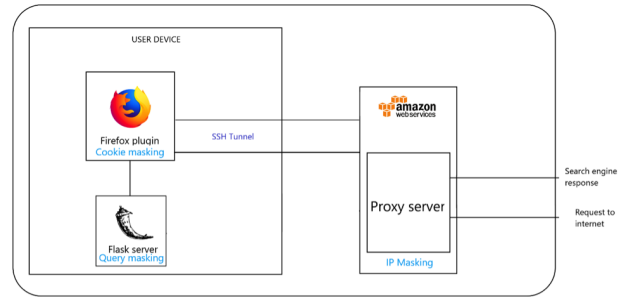 USER DEVICE
Firefox plugin
Cookie masking
SSH Tunnel
Flask server
Query masking
amazon
webservices
Proxy server
IP Masking
Search engine
response
Request to
internet